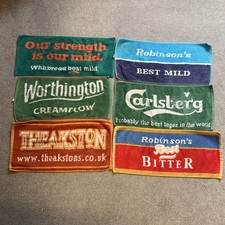 Our strength
is our mild.
Whitbread best mild.
Worthington
CREAMFLOW
THEAKSTON
www.theakstons.co.uk
Robinson's
BEST MILD
Carlsberg
Probably the best lager in the world.
Robinson's
Best
BITTER